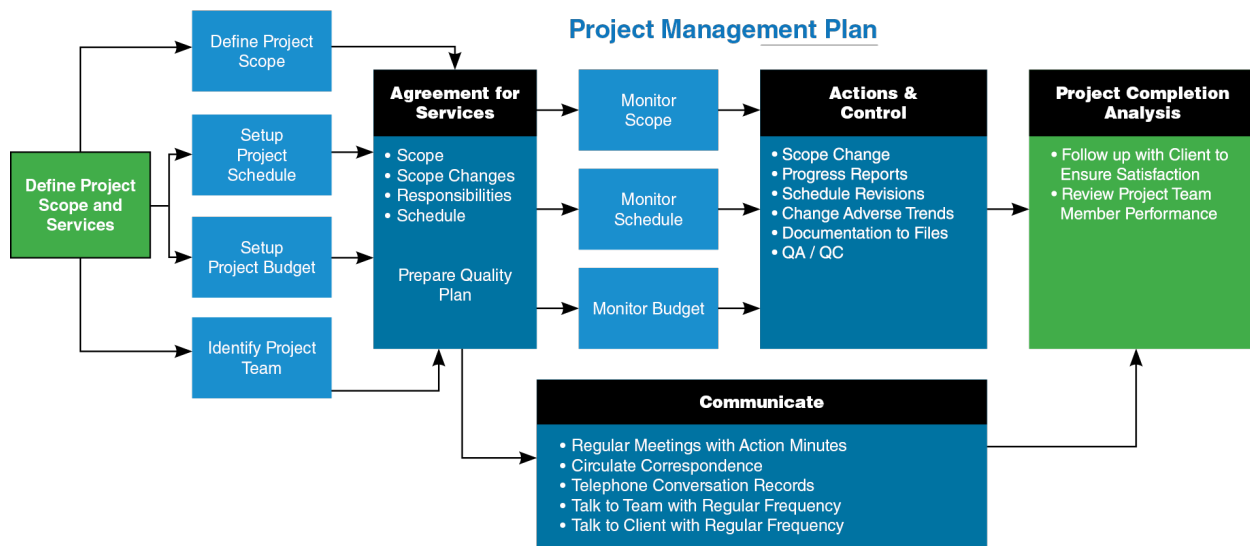 Project Management Plan
Define Project
Scope and
Services
Define Project
Scope
Setup
Project
Schedule
Setup
Project Budget
Identify Project
Team
Agreement for
Services
• Scope
• Scope Changes
• Responsibilities
• Schedule
Prepare Quality
Plan
Monitor
Scope
Monitor
Schedule
Monitor Budget
Actions &
Control
• Scope Change
• Progress Reports
• Schedule Revisions
• Change Adverse Trends
• Documentation to Files
• QA / QC
Project Completion
Analysis
• Follow up with Client to
Ensure Satisfaction
• Review Project Team
Member Performance
Communicate
• Regular Meetings with Action Minutes
• Circulate Correspondence
• Telephone Conversation Records
• Talk to Team with Regular Frequency
• Talk to Client with Regular Frequency